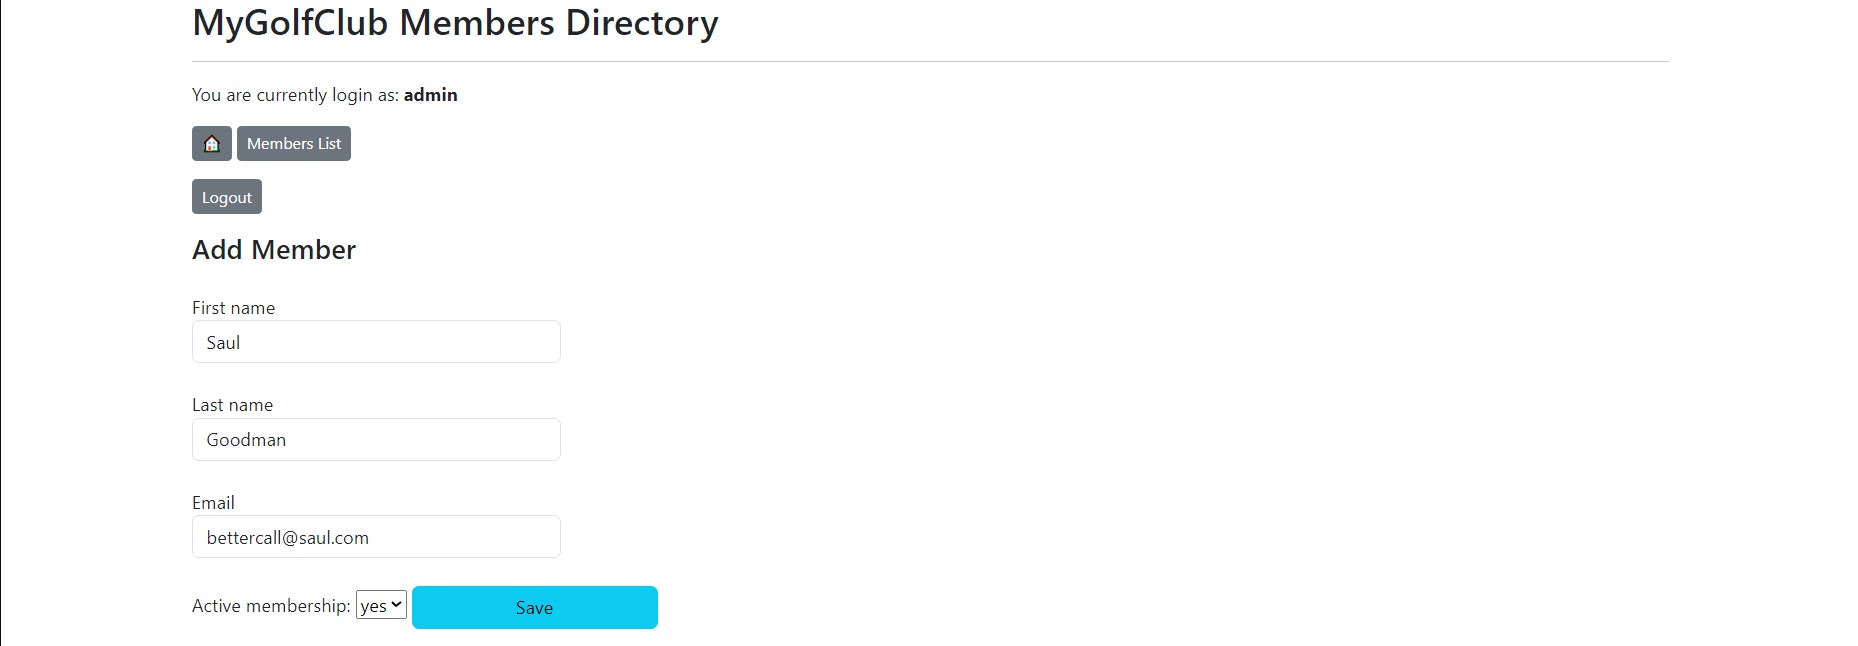 MyGolfClub Members Directory
You are currently login as: admin
Members List
Logout
Add Member
First name
Saul
Last name
Goodman
Email
bettercall@saul.com
Active membership: yes Save